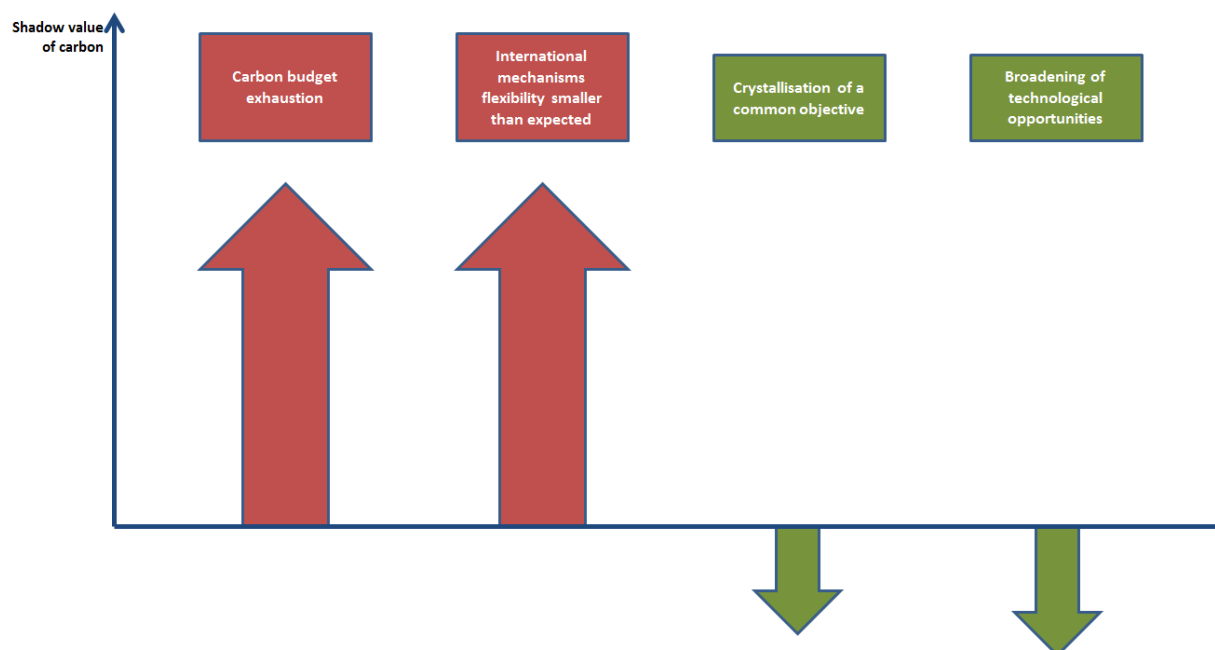 Shadow value
of carbon
Carbon budget
exhaustion
International
mechanisms
flexibility smaller
than expected
Crystallisation of a
common objective
Broadening of
technological
opportunities